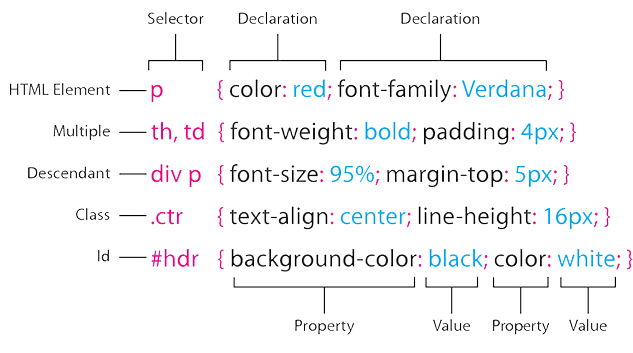 Selector Declaration Declaration
HTML Element p { color: red; font-family: Verdana; }
Multiple th, td { font-weight: bold; padding: 4px; }
Descendant div p { font-size: 95%; margin-top: 5px; }
Class .ctr { text-align: center; line-height: 16px; }
Id #hdr { background-color: black; color: white; }
Property Value Property Value